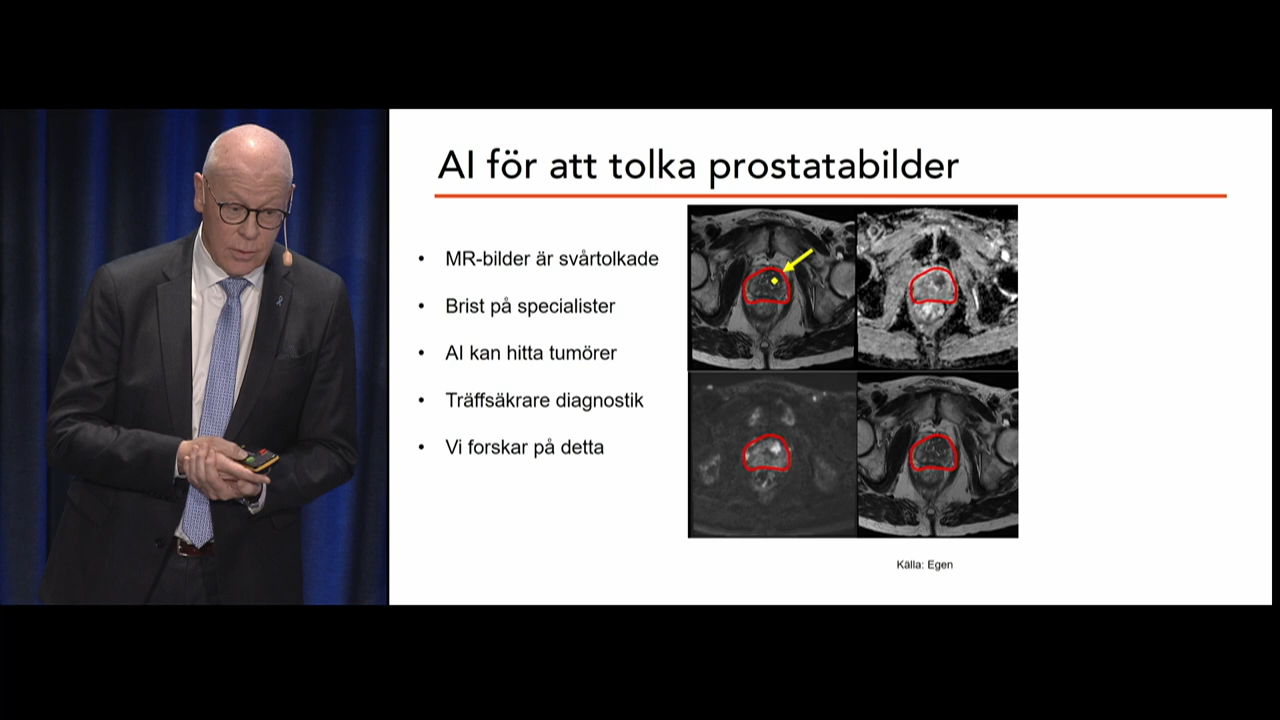 AI för att tolka prostatabilder
• MR-bilder är svårtolkade
• Brist på specialister
• AI kan hitta tumörer
• Träffsäkrare diagnostik
• Vi forskar på detta
Källa: Egen